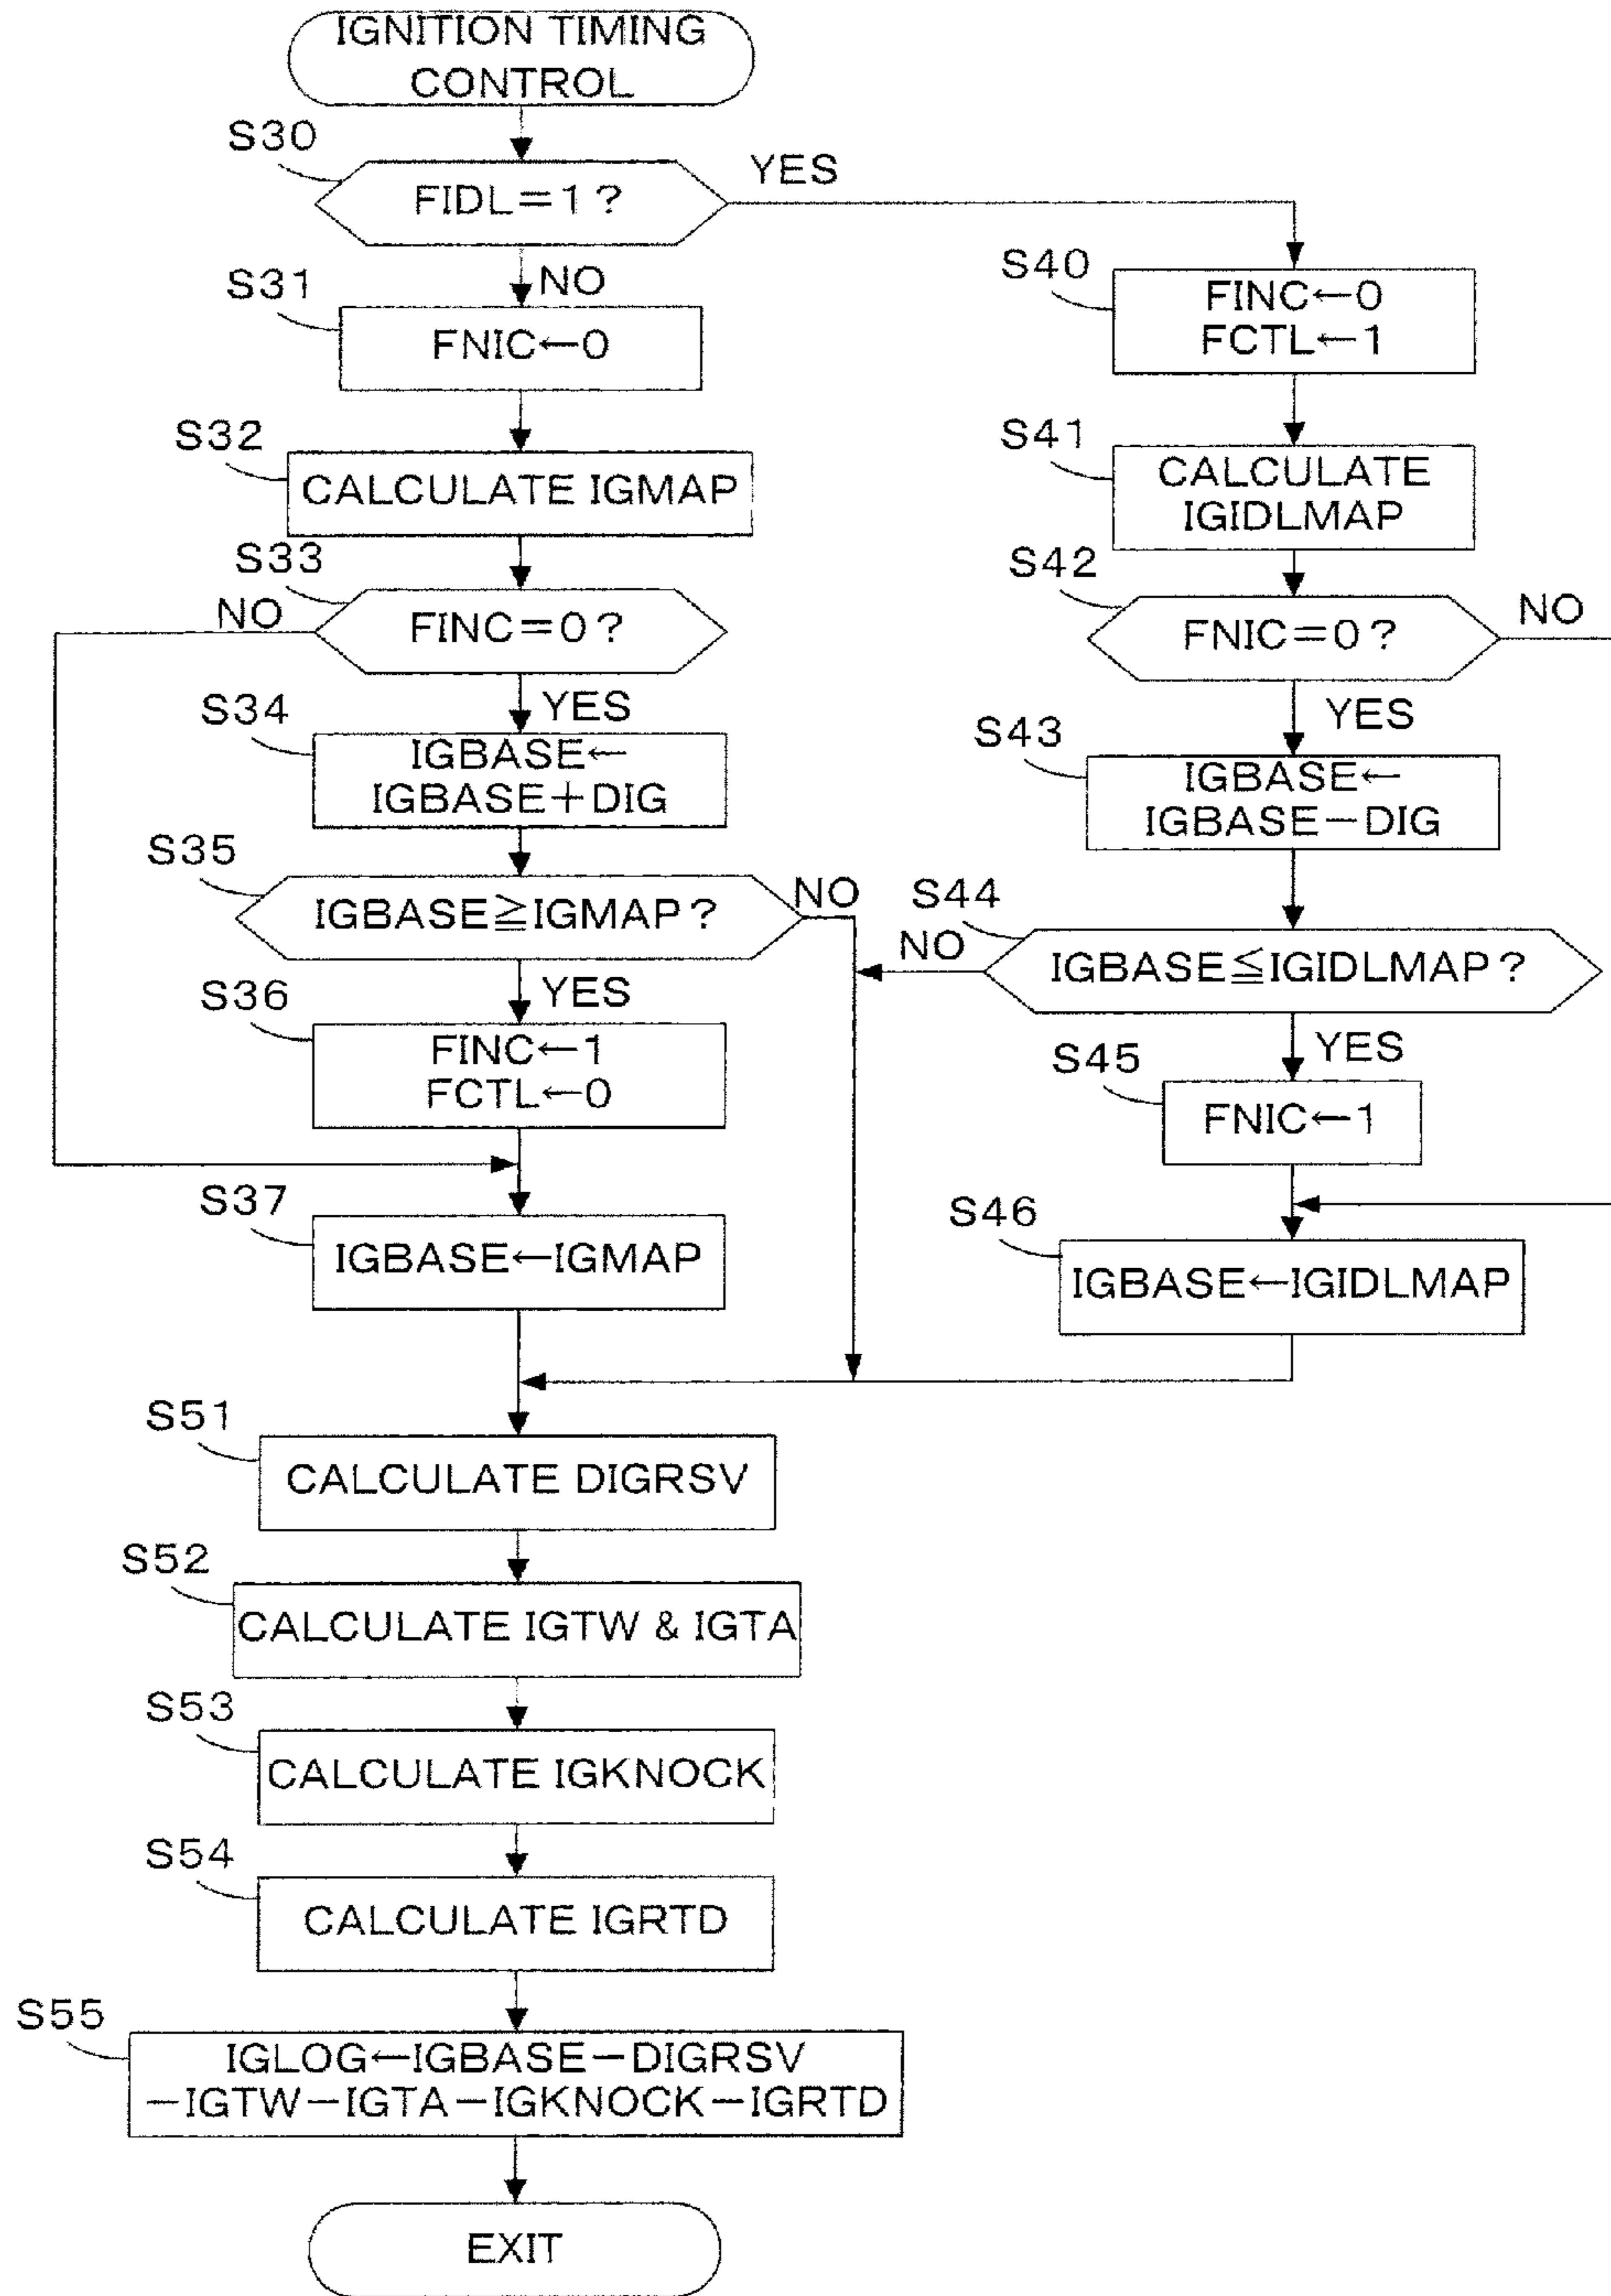 IGNITION TIMING
CONTROL
S30
FIDL=1?
YES
NO
S31
FNIC←0
S32
CALCULATE IGMAP
S33
NO
FINC=0?
YES
S34
IGBASE←
IGBASE+DIG
S35
IGBASE≧IGMAP?
NO
YES
S36
FINC←1
FCTL←0
S37
IGBASE←IGMAP
S40
FINC←0
FCTL←1
S41
CALCULATE
IGIDLMAP
S42
FNIC=0?
NO
YES
S43
IGBASE←
IGBASE−DIG
S44
NO
IGBASE≦IGIDLMAP?
YES
S45
FNIC←1
S46
IGBASE←IGIDLMAP
S51
CALCULATE DIGRSV
S52
CALCULATE IGTW & IGTA
S53
CALCULATE IGKNOCK
S54
CALCULATE IGRTD
S55
IGLOG←IGBASE−DIGRSV
−IGTW−IGTA−IGKNOCK−IGRTD
EXIT